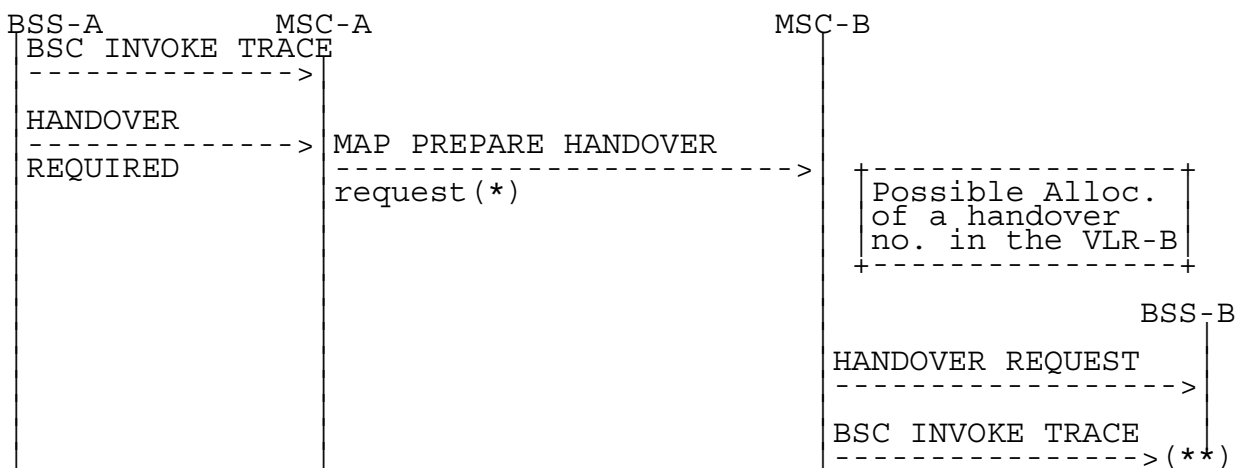 BSS-A MSC-A MSC-B
BSC INVOKE TRACE
HANDOVER
REQUIRED
MAP PREPARE HANDOVER
request(*)
Possible Alloc.
of a handover
no. in the VLR-B
BSS-B
HANDOVER REQUEST
BSC INVOKE TRACE
(**)